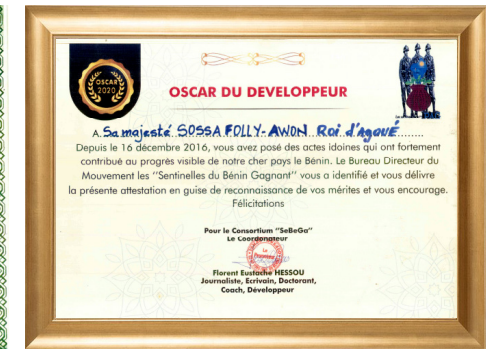 OSCAR
2020
OSCAR DU DEVELOPPEUR
A Sa majesté SOSSA FOLLY-AWON Roi d'Agoué
Depuis le 16 décembre 2016, vous avez posé des actes idoines qui ont fortement
contribué au progrès visible de notre cher pays le Bénin. Le Bureau Directeur du
Mouvement les ‘‘Sentinelles du Bénin Gagnant’’ vous a identifié et vous délivre
la présente attestation en guise de reconnaissance de vos mérites et vous encourage.
Félicitations
Pour le Consortium “SeBeGa”
Le Coordonateur
Florent Eustache HESSOU
Journaliste, Ecrivain, Doctorant,
Coach, Développeur